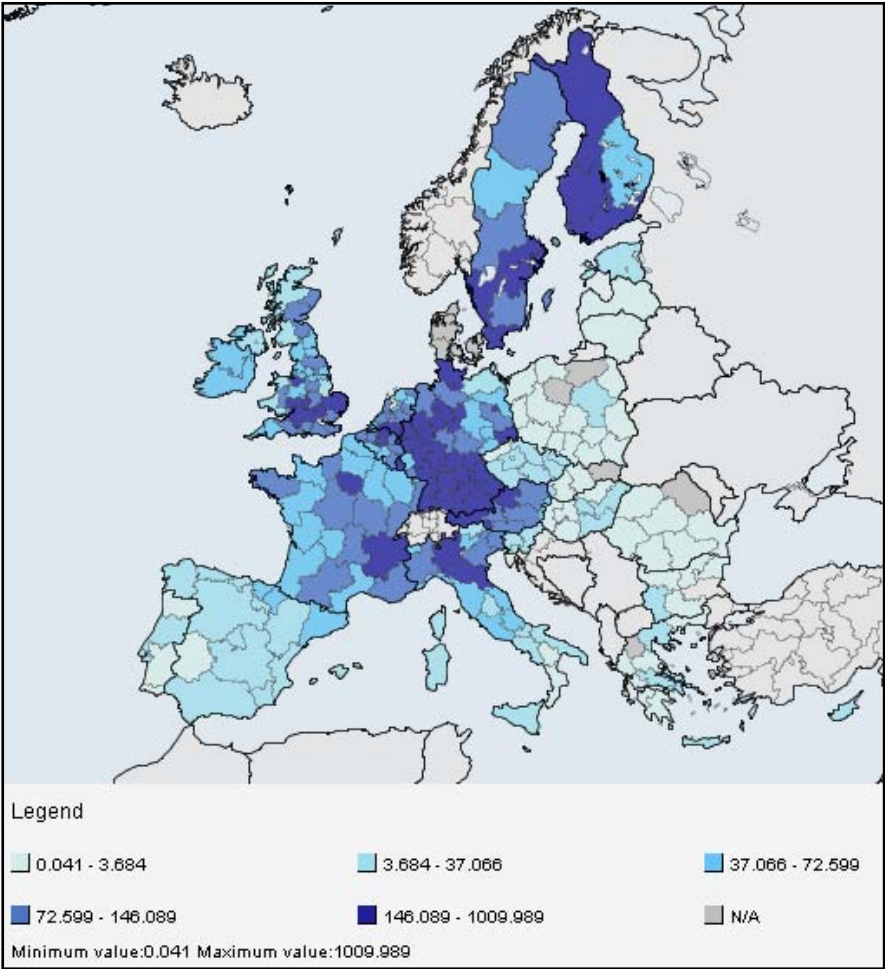 Legend
0.041 - 3.684 3.684 - 37.066 37.066 - 72.599
72.599 - 146.089 146.089 - 1009.989 N/A
Minimum value:0.041 Maximum value:1009.989